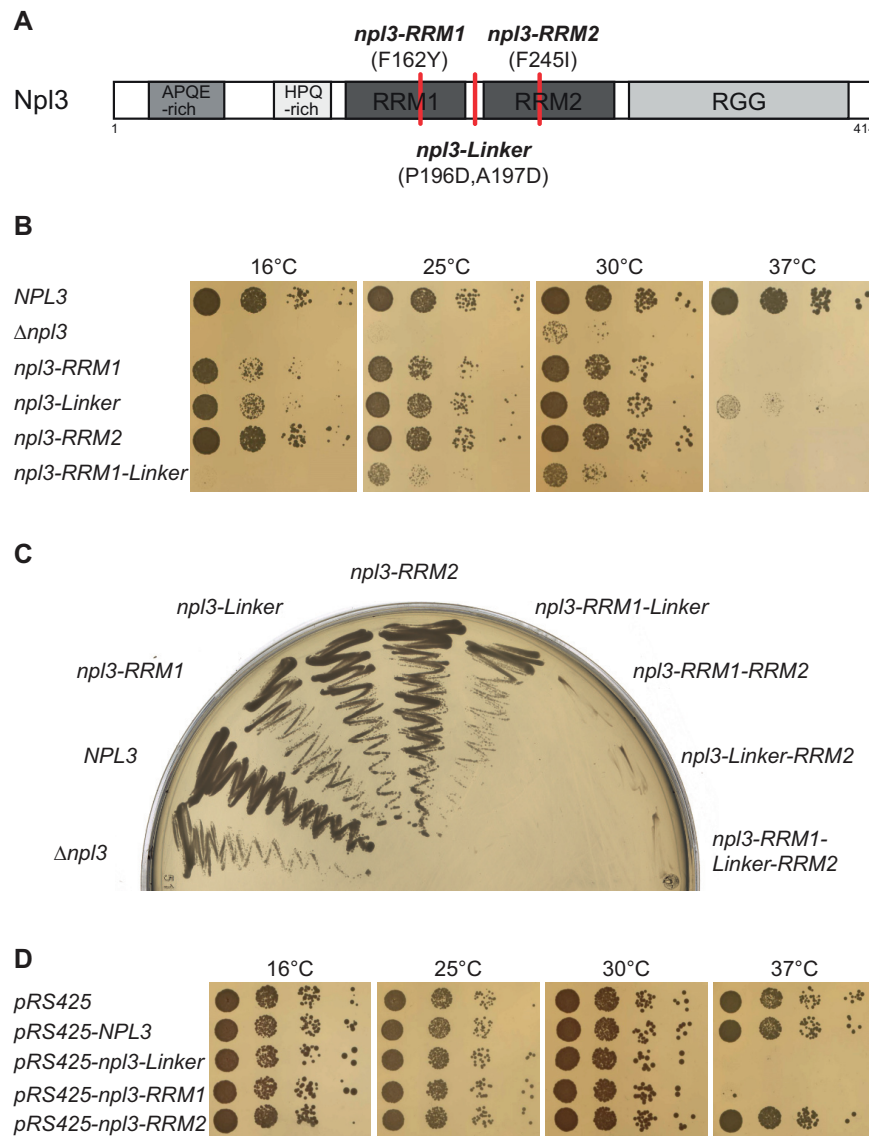 A
npl3-RRM1 npl3-RRM2
(F162Y) (F245I)
Npl3
APQE
-rich
HPQ
-rich
RRM1
RRM2
RGG
1
npl3-Linker
(P196D,A197D)
B
16°C 25°C 30°C 37°C
NPL3
Δnpl3
npl3-RRM1
npl3-Linker
npl3-RRM2
npl3-RRM1-Linker
C
npl3-RRM2
npl3-Linker
npl3-RRM1-Linker
npl3-RRM1
npl3-RRM1-RRM2
NPL3
npl3-Linker-RRM2
Δnpl3
npl3-RRM1-
Linker-RRM2
D
16°C 25°C 30°C 37°C
pRS425
pRS425-NPL3
pRS425-npl3-Linker
pRS425-npl3-RRM1
pRS425-npl3-RRM2